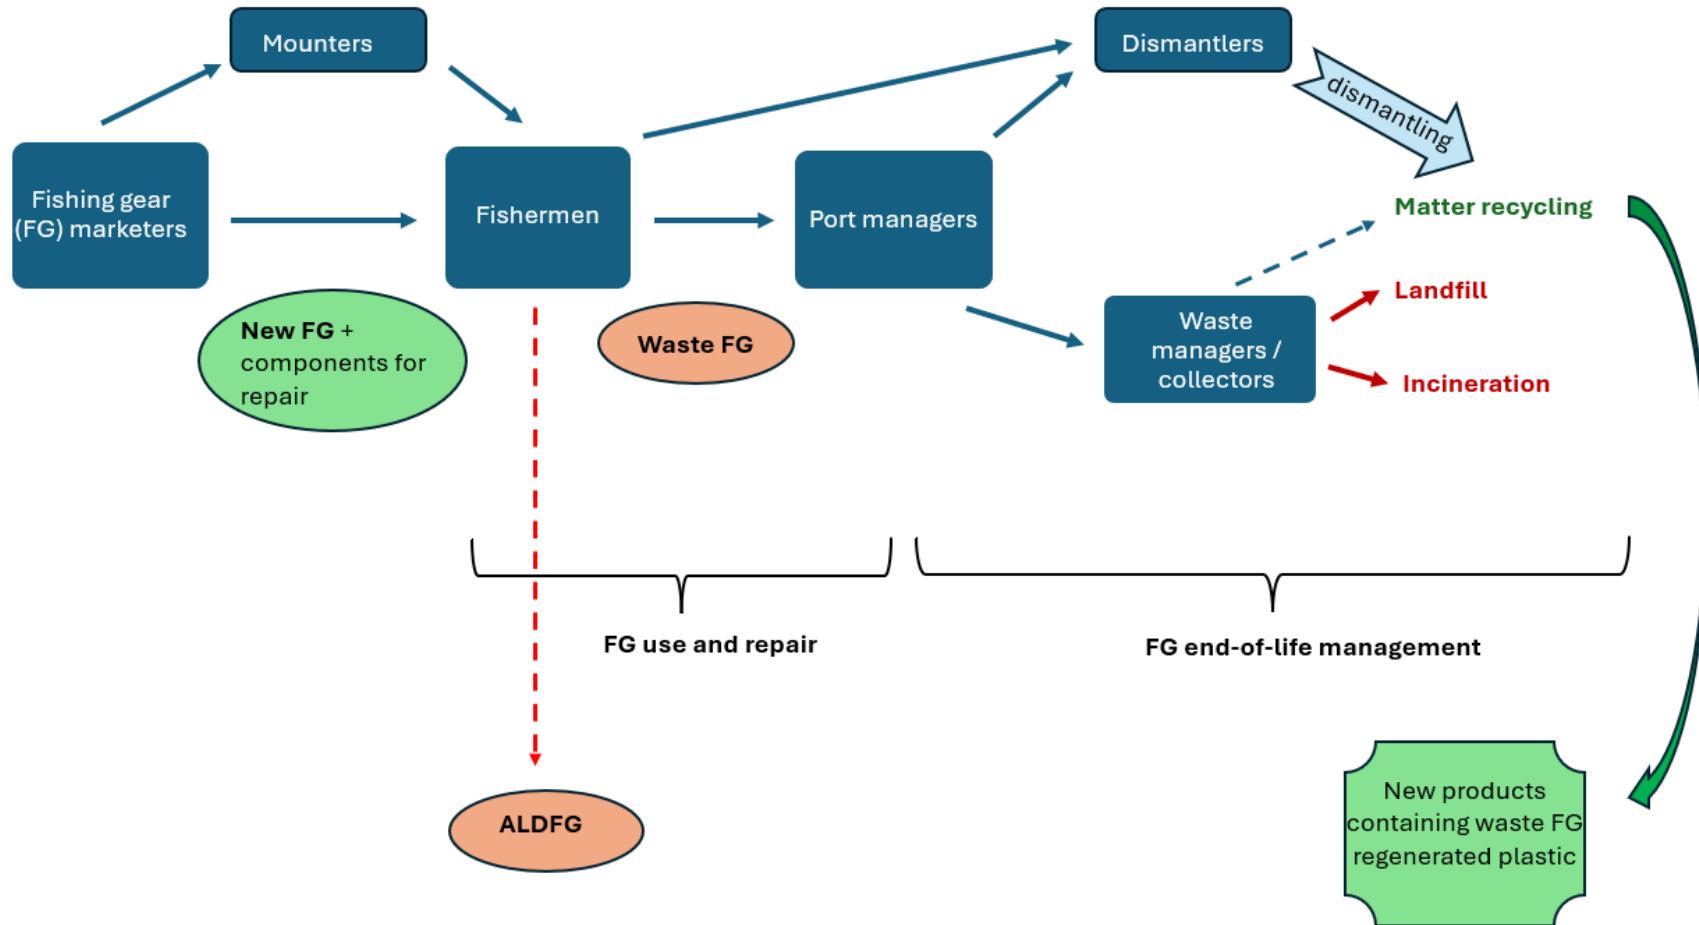 Mounters
Dismantlers
dismantling
Fishing gear
(FG) marketers
Fishermen
Port managers
Matter recycling
Landfill
Incineration
Waste
managers /
collectors
New FG +
components for
repair
Waste FG
FG use and repair
FG end-of-life management
ALDFG
New products
containing waste FG
regenerated plastic